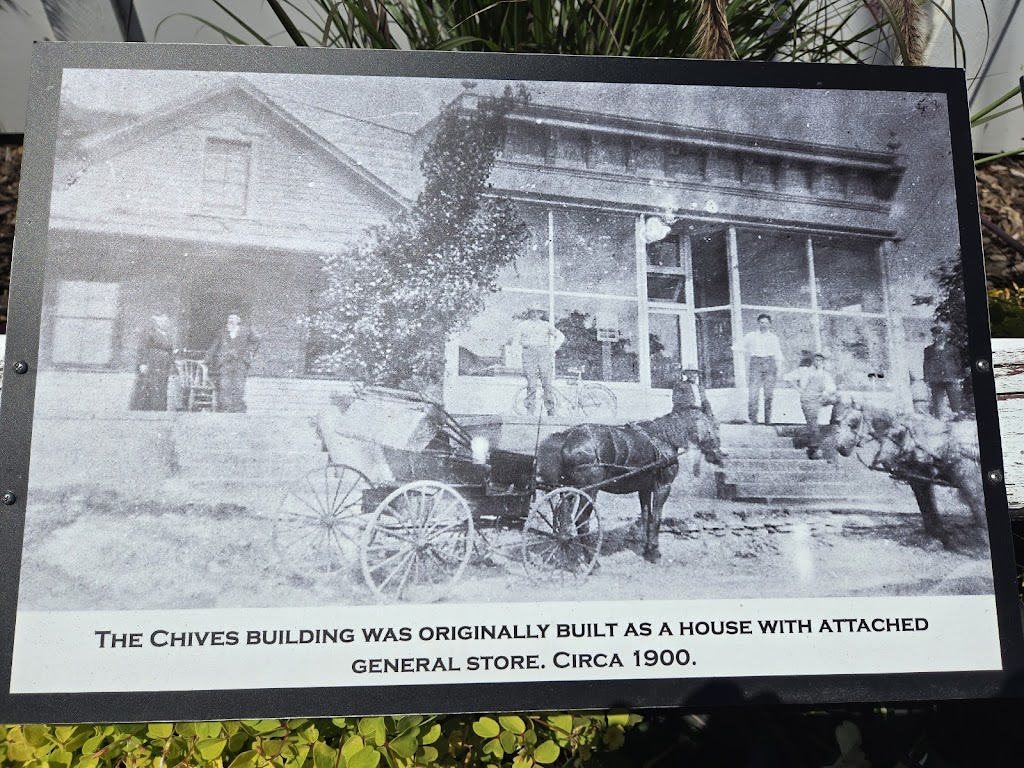 The Chives building was originally built as a house with attached
general store. Circa 1900.